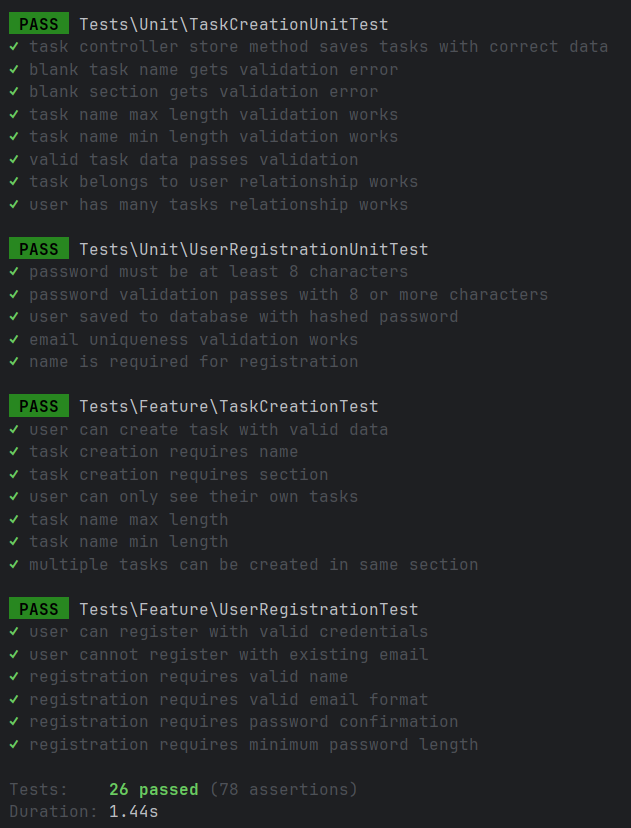 PASS Tests\Unit\TaskCreationUnitTest
✓ task controller store method saves tasks with correct data
✓ blank task name gets validation error
✓ blank section gets validation error
✓ task name max length validation works
✓ task name min length validation works
✓ valid task data passes validation
✓ task belongs to user relationship works
✓ user has many tasks relationship works
PASS Tests\Unit\UserRegistrationUnitTest
✓ password must be at least 8 characters
✓ password validation passes with 8 or more characters
✓ user saved to database with hashed password
✓ email uniqueness validation works
✓ name is required for registration
PASS Tests\Feature\TaskCreationTest
✓ user can create task with valid data
✓ task creation requires name
✓ task creation requires section
✓ user can only see their own tasks
✓ task name max length
✓ task name min length
✓ multiple tasks can be created in same section
PASS Tests\Feature\UserRegistrationTest
✓ user can register with valid credentials
✓ user cannot register with existing email
✓ registration requires valid name
✓ registration requires valid email format
✓ registration requires password confirmation
✓ registration requires minimum password length
Tests: 26 passed (78 assertions)
Duration: 1.44s